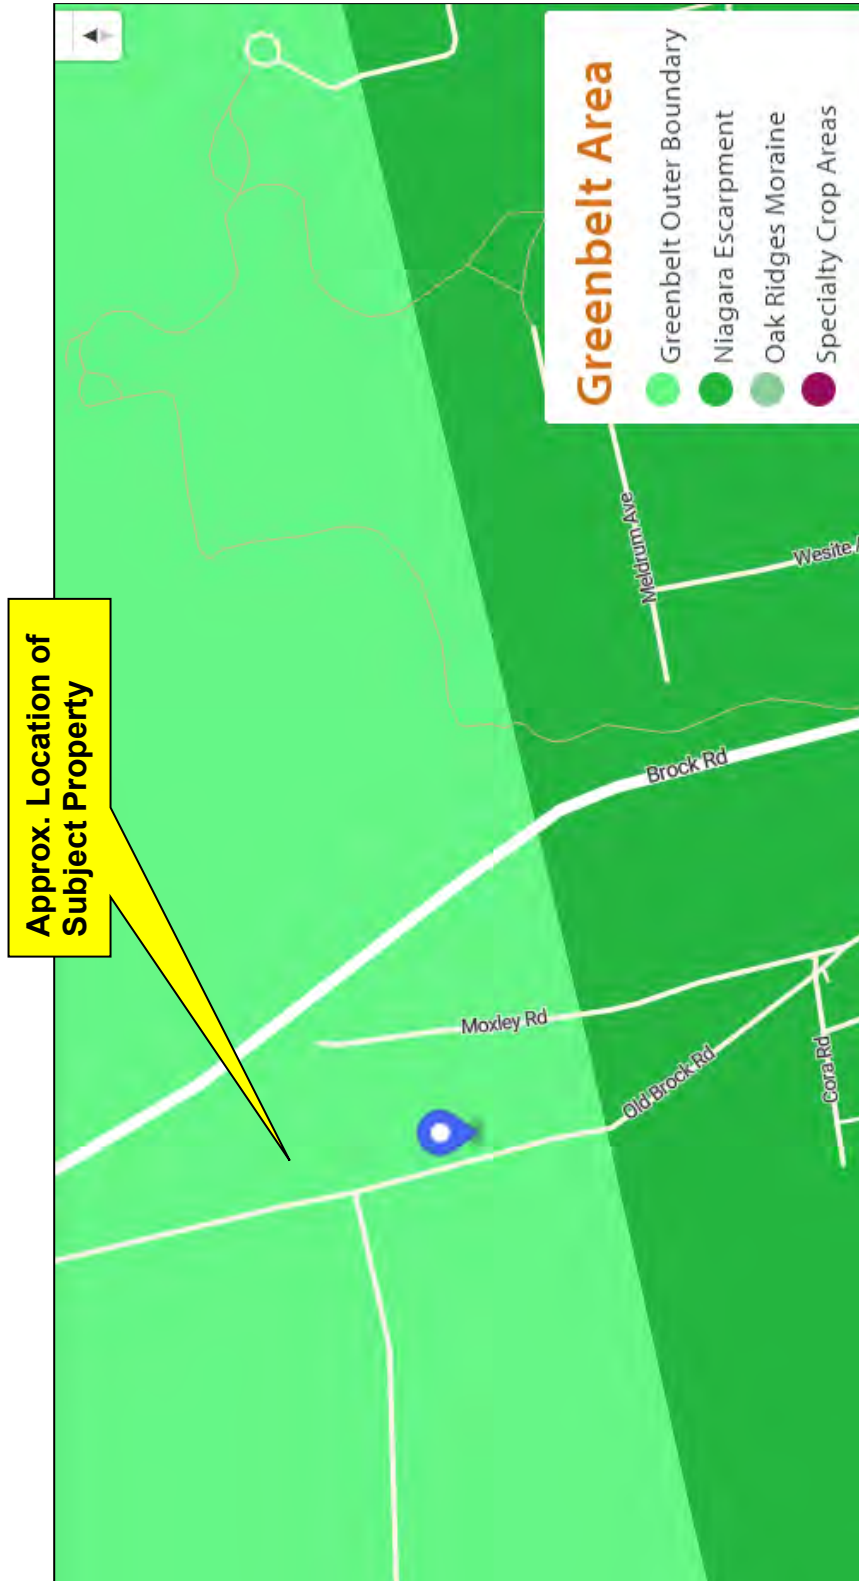 Approx. Location of
Subject Property
Greenbelt Area
Greenbelt Outer Boundary
Niagara Escarpment
Oak Ridges Moraine
Specialty Crop Areas
Meldrum Ave
Wesite
Brock Rd
Moxley Rd
Old Brock Rd
Cora Rd